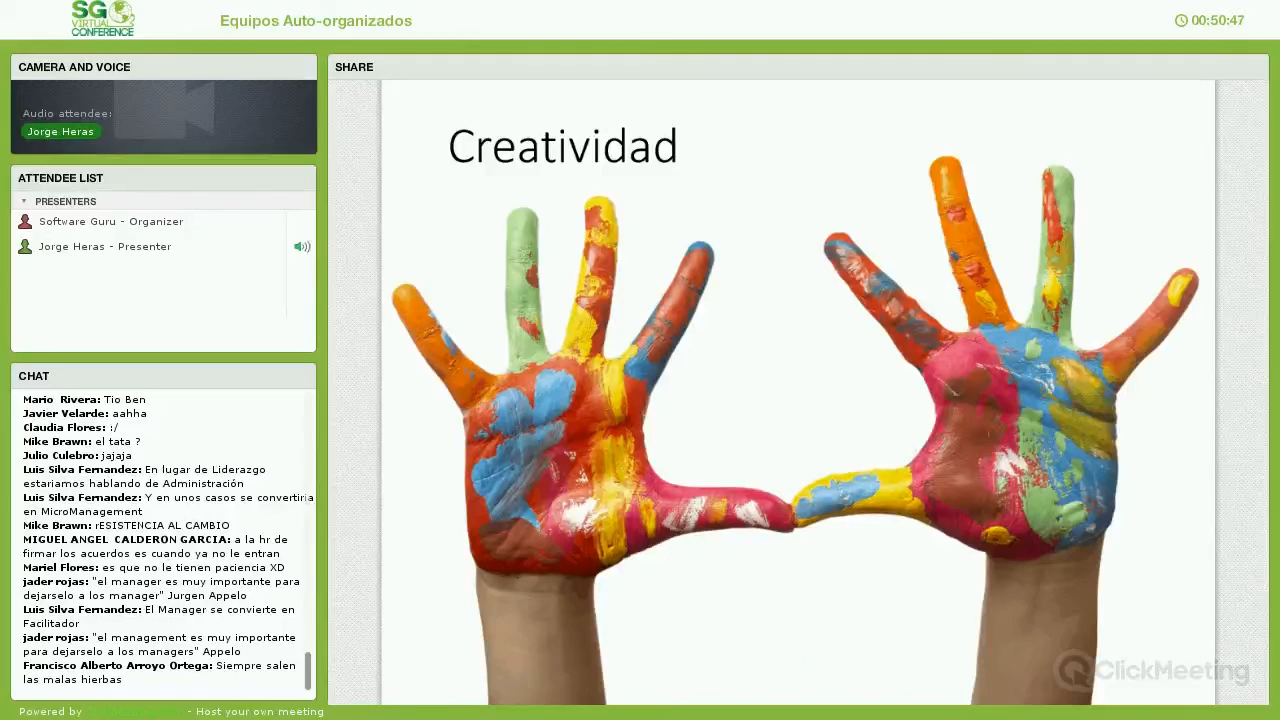 SG
VIRTUAL
CONFERENCE
Equipos Auto-organizados
00:50:47
CAMERA AND VOICE
Audio attendee:
Jorge Heras
ATTENDEE LIST
PRESENTERS
Software Guru - Organizer
Jorge Heras - Presenter
CHAT
Mario Rivera: Tio Ben
Javier Velarde: aahha
Claudia Flores: :/
Mike Brawn: el tata ?
Julio Culebro: jajaja
Luis Silva Fernandez: En lugar de Liderazgo
estariamos hablando de Administración
Luis Silva Fernandez: Y en unos casos se convertiria
en MicroManagement
Mike Brawn: rESISTENCIA AL CAMBIO
MIGUEL ANGEL CALDERON GARCIA: a la hr de
firmar los acuerdos es cuando ya no le entran
Mariel Flores: es que no le tienen paciencia XD
jader rojas: "el manager es muy importante para
dejarselo a los manager" Jurgen Appelo
Luis Silva Fernandez: El Manager se convierte en
Facilitador
jader rojas: "el management es muy importante
para dejarselo a los managers" Appelo
Francisco Alberto Arroyo Ortega: Siempre salen
las malas hierbas
Powered by - Host your own meeting
SHARE
Creatividad
ClickMeeting